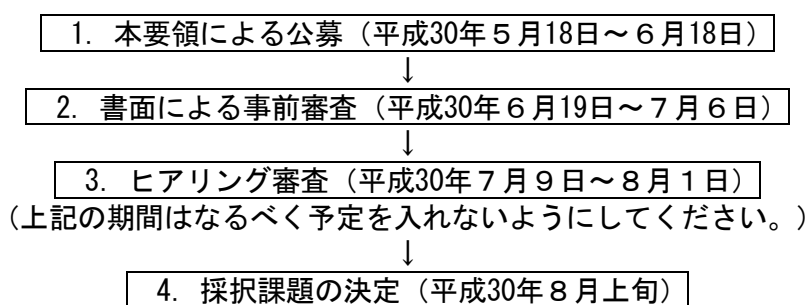 1. 本要領による公募（平成30年５月18日～６月18日）
↓
2. 書面による事前審査（平成30年６月19日～７月６日）
↓
3. ヒアリング審査（平成30年７月９日～８月１日）
（上記の期間はなるべく予定を入れないようにしてください。）
↓
4. 採択課題の決定（平成30年８月上旬）